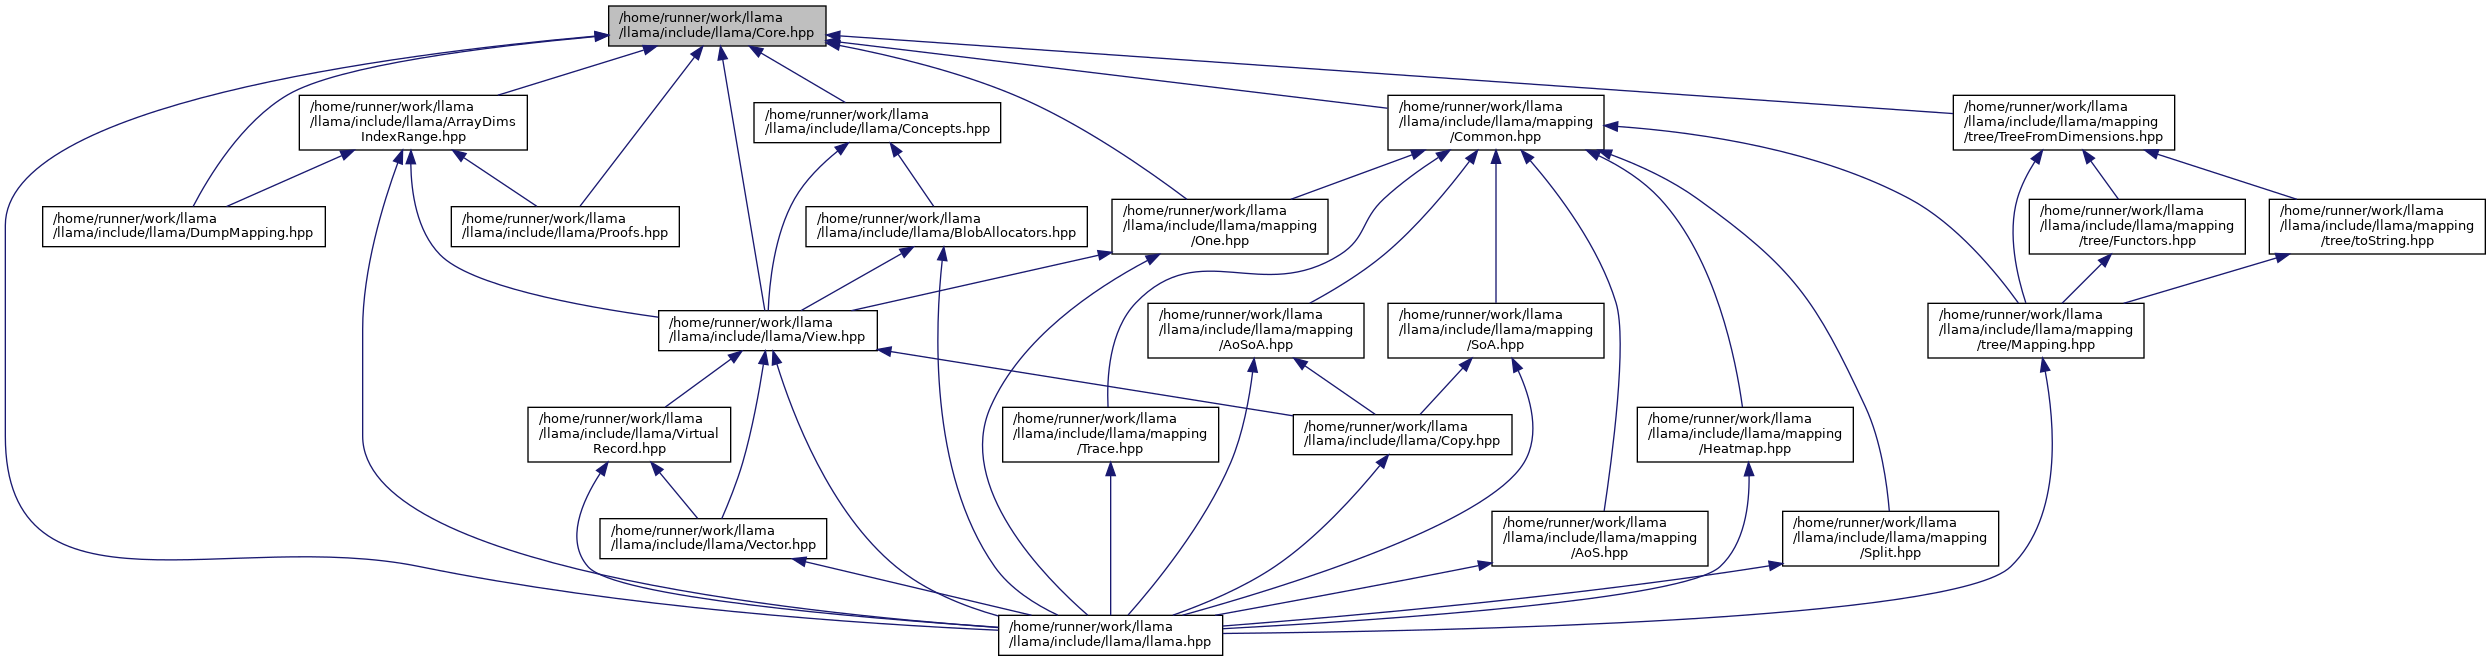 /home/runner/work/llama
/llama/include/llama/Core.hpp
/home/runner/work/llama
/llama/include/llama/ArrayDims
IndexRange.hpp
/home/runner/work/llama
/llama/include/llama/Concepts.hpp
/home/runner/work/llama
/llama/include/llama/mapping
/Common.hpp
/home/runner/work/llama
/llama/include/llama/mapping
/tree/TreeFromDimensions.hpp
/home/runner/work/llama
/llama/include/llama/DumpMapping.hpp
/home/runner/work/llama
/llama/include/llama/Proofs.hpp
/home/runner/work/llama
/llama/include/llama/BlobAllocators.hpp
/home/runner/work/llama
/llama/include/llama/mapping
/One.hpp
/home/runner/work/llama
/llama/include/llama/mapping
/tree/Functors.hpp
/home/runner/work/llama
/llama/include/llama/mapping
/tree/toString.hpp
/home/runner/work/llama
/llama/include/llama/View.hpp
/home/runner/work/llama
/llama/include/llama/mapping
/AoSoA.hpp
/home/runner/work/llama
/llama/include/llama/mapping
/SoA.hpp
/home/runner/work/llama
/llama/include/llama/mapping
/tree/Mapping.hpp
/home/runner/work/llama
/llama/include/llama/Virtual
Record.hpp
/home/runner/work/llama
/llama/include/llama/mapping
/Trace.hpp
/home/runner/work/llama
/llama/include/llama/Copy.hpp
/home/runner/work/llama
/llama/include/llama/mapping
/Heatmap.hpp
/home/runner/work/llama
/llama/include/llama/Vector.hpp
/home/runner/work/llama
/llama/include/llama/mapping
/AoS.hpp
/home/runner/work/llama
/llama/include/llama/mapping
/Split.hpp
/home/runner/work/llama
/llama/include/llama/llama.hpp